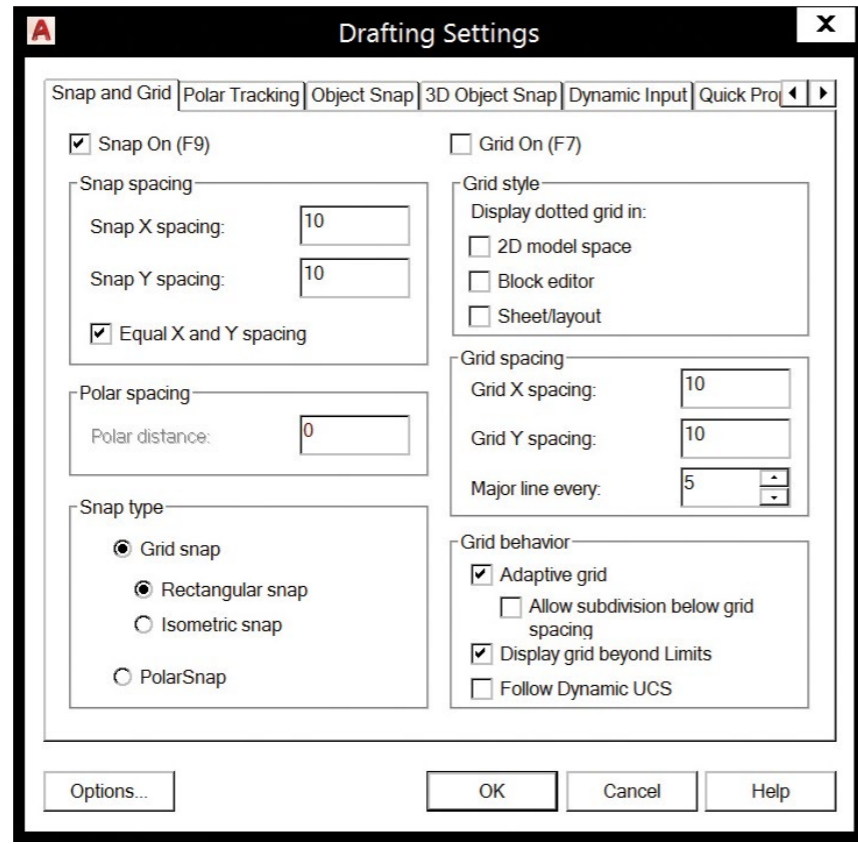 Drafting Settings
X
Snap and Grid Polar Tracking Object Snap 3D Object Snap Dynamic Input Quick Pro
Snap On (F9)
Snap spacing
Snap X spacing: 10
Snap Y spacing: 10
Equal X and Y spacing
Polar spacing
Polar distance: 0
Snap type
Grid snap
Rectangular snap
Isometric snap
PolarSnap
Grid On (F7)
Grid style
Display dotted grid in:
2D model space
Block editor
Sheet/layout
Grid spacing
Grid X spacing: 10
Grid Y spacing: 10
Major line every: 5
Grid behavior
Adaptive grid
Allow subdivision below grid
spacing
Display grid beyond Limits
Follow Dynamic UCS
Options... OK Cancel Help